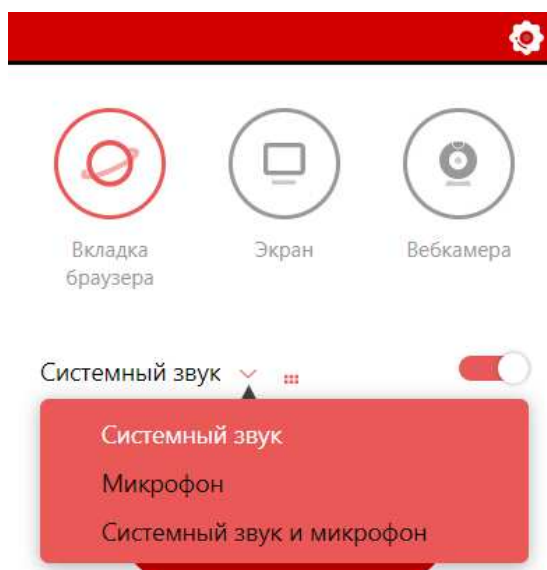 Вкладка
браузера
Экран
Вебкамера
Системный звук
Системный звук
Микрофон
Системный звук и микрофон